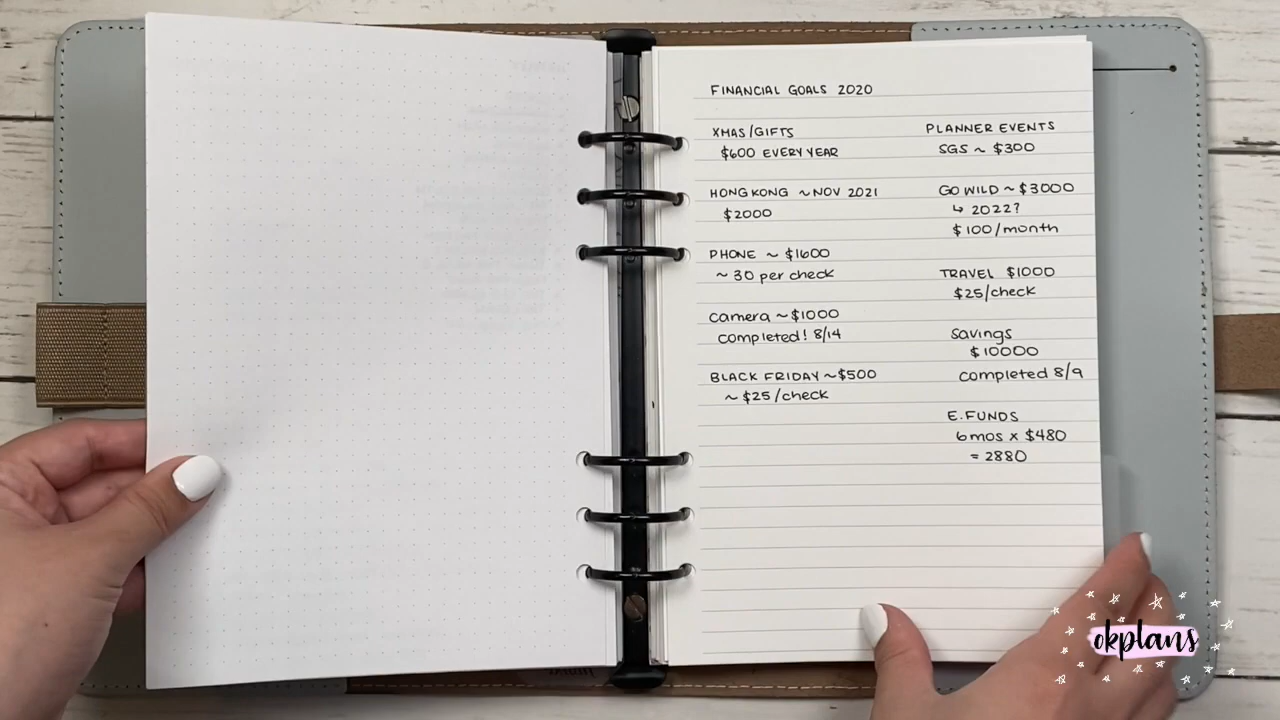 FINANCIAL GOALS 2020
XMAS/GIFTS
$600 EVERY YEAR
HONG KONG ~NOV 2021
$2000
PHONE ~ $1600
~ 30 per check
camera ~$1000
completed! 8/14
BLACK FRIDAY ~$500
~ $25/check
PLANNER EVENTS
SGS ~ $300
GO WILD ~ $3000
↳ 2022?
$100/month
TRAVEL $1000
$25/check
savings
$10000
completed 8/9
E.FUNDS
6mos x $480
= 2880
okplans